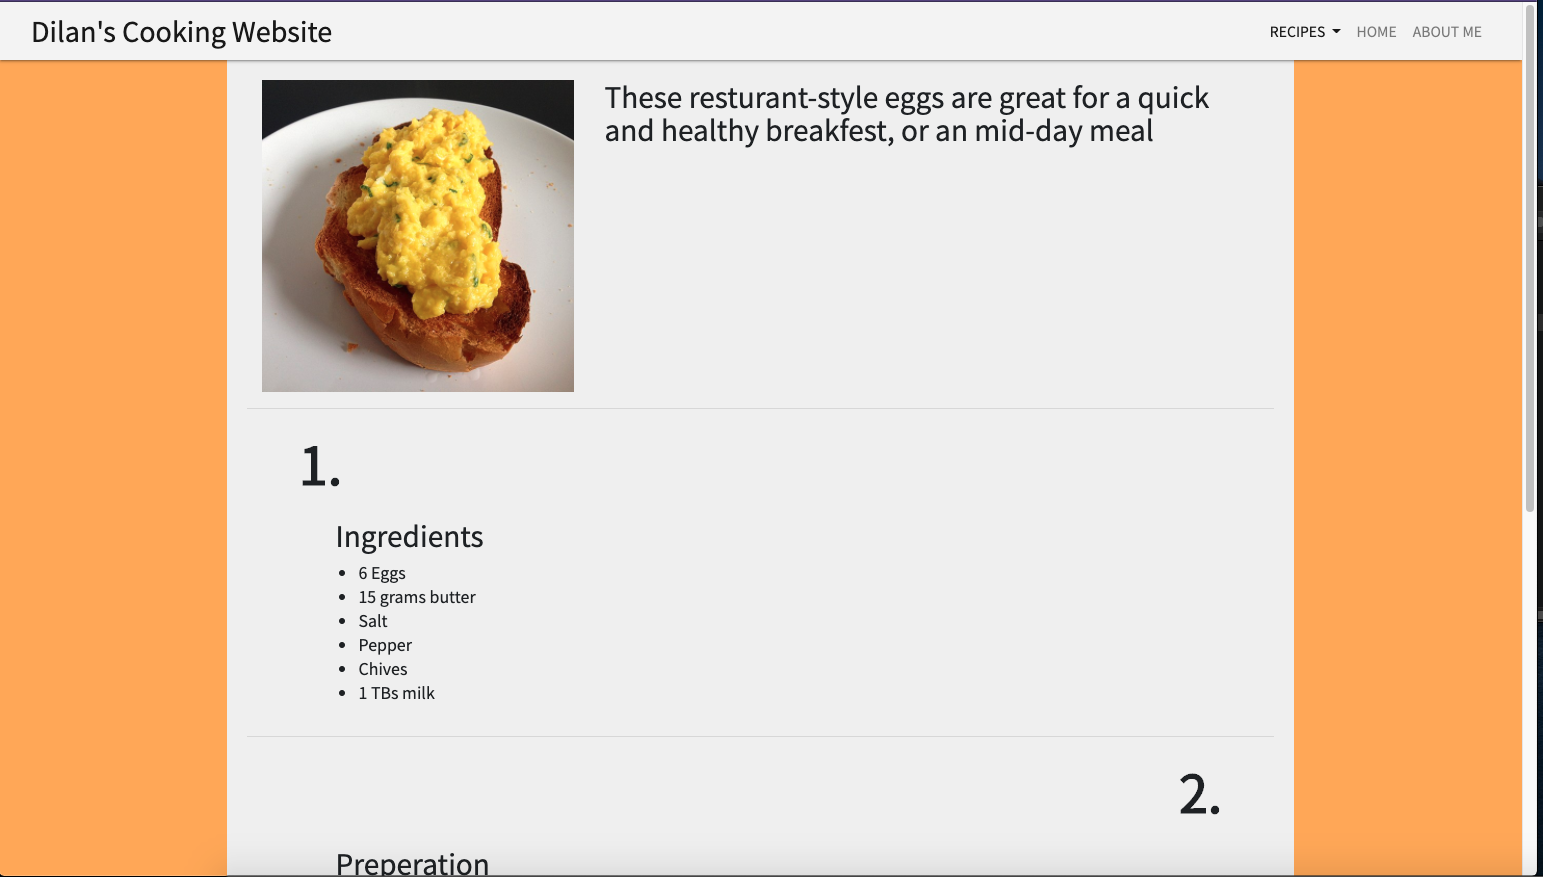 Dilan's Cooking Website
RECIPES HOME ABOUT ME
These resturant-style eggs are great for a quick
and healthy breakfest, or an mid-day meal
1.
Ingredients
6 Eggs
15 grams butter
Salt
Pepper
Chives
1 TBs milk
2.
Preperation